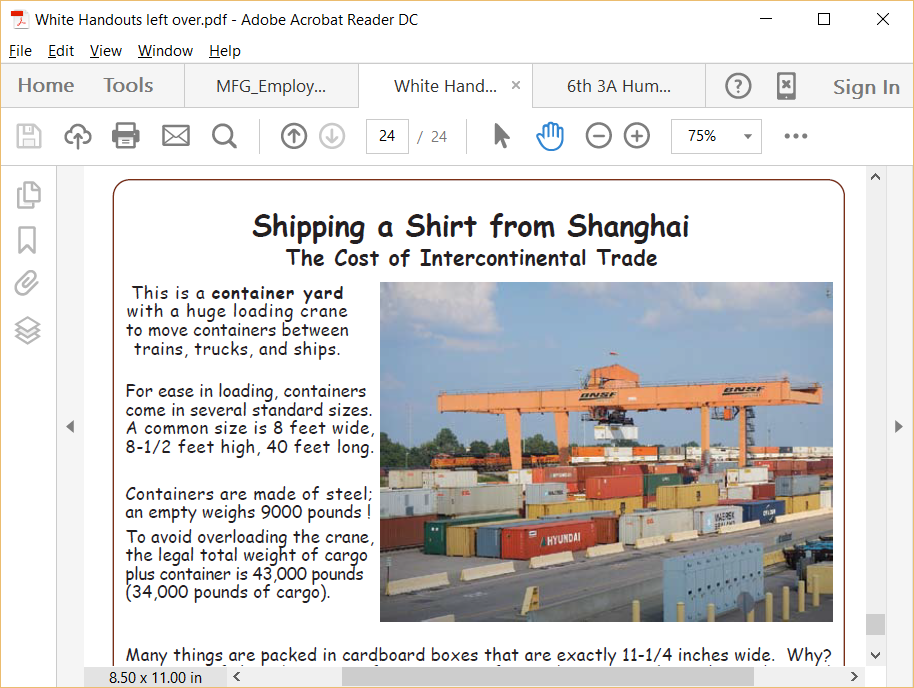 White Handouts left over.pdf - Adobe Acrobat Reader DC
File Edit View Window Help
Home Tools MFG_Employ... White Hand... × 6th 3A Hum... ? Sign In
24 / 24 75%
Shipping a Shirt from Shanghai
The Cost of Intercontinental Trade
This is a container yard
with a huge loading crane
to move containers between
trains, trucks, and ships.
For ease in loading, containers
come in several standard sizes.
A common size is 8 feet wide,
8-1/2 feet high, 40 feet long.
Containers are made of steel;
an empty weighs 9000 pounds !
To avoid overloading the crane,
the legal total weight of cargo
plus container is 43,000 pounds
(34,000 pounds of cargo).
BNSF BNSF
HYUNDAI
MAERSK
SEALAND
Many things are packed in cardboard boxes that are exactly 11-1/4 inches wide. Why?
8.50 x 11.00 in